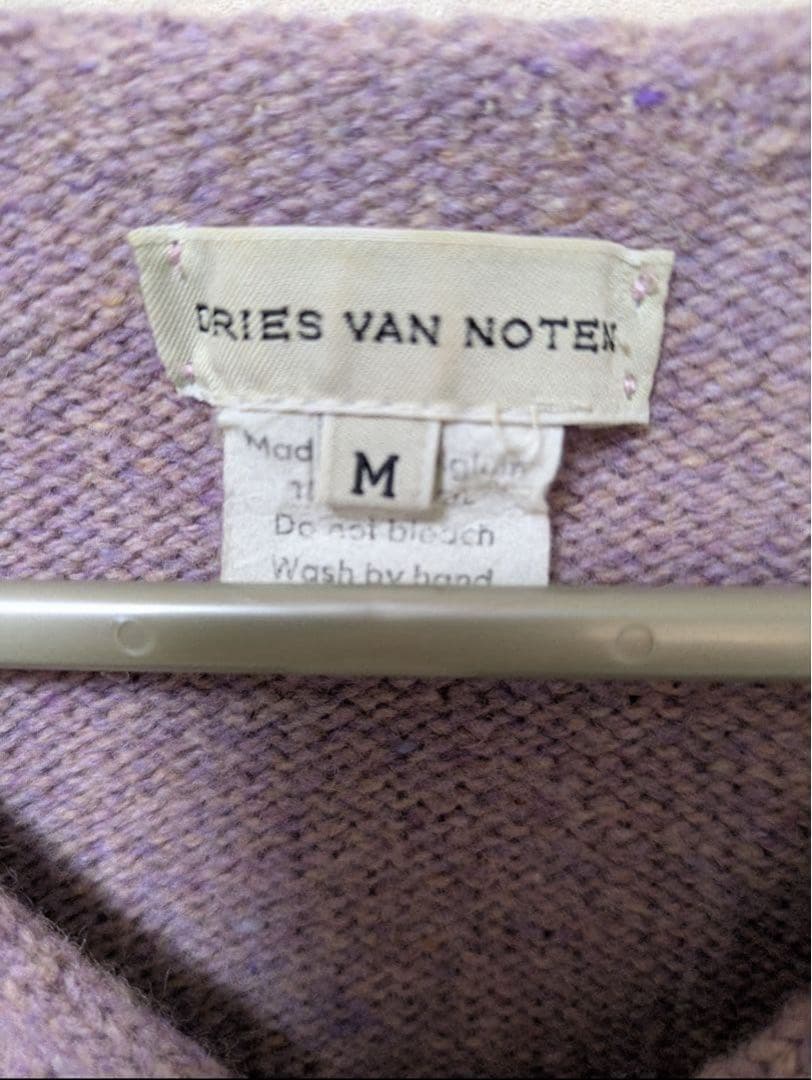 DRIES VAN NOTEN
M
Do not bleach
Wash by hand